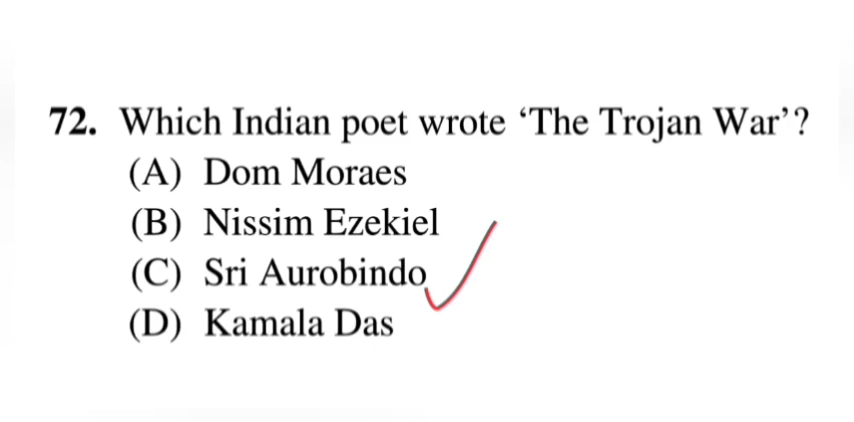 72. Which Indian poet wrote ‘The Trojan War’?
(A) Dom Moraes
(B) Nissim Ezekiel
(C) Sri Aurobindo
(D) Kamala Das